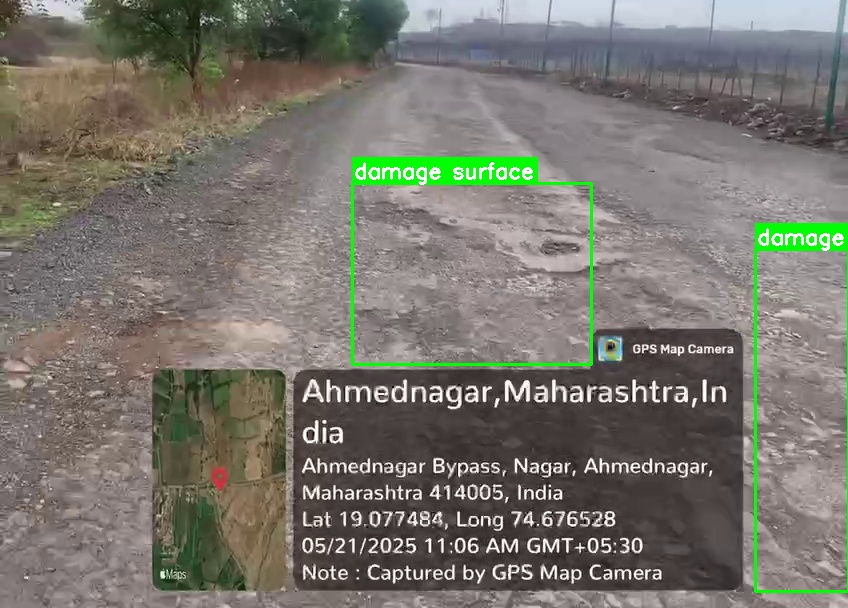 damage surface
damage
GPS Map Camera
Ahmednagar,Maharashtra,In
dia
Ahmednagar Bypass, Nagar, Ahmednagar,
Maharashtra 414005, India
Lat 19.077484, Long 74.676528
05/21/2025 11:06 AM GMT+05:30
Note : Captured by GPS Map Camera
Maps